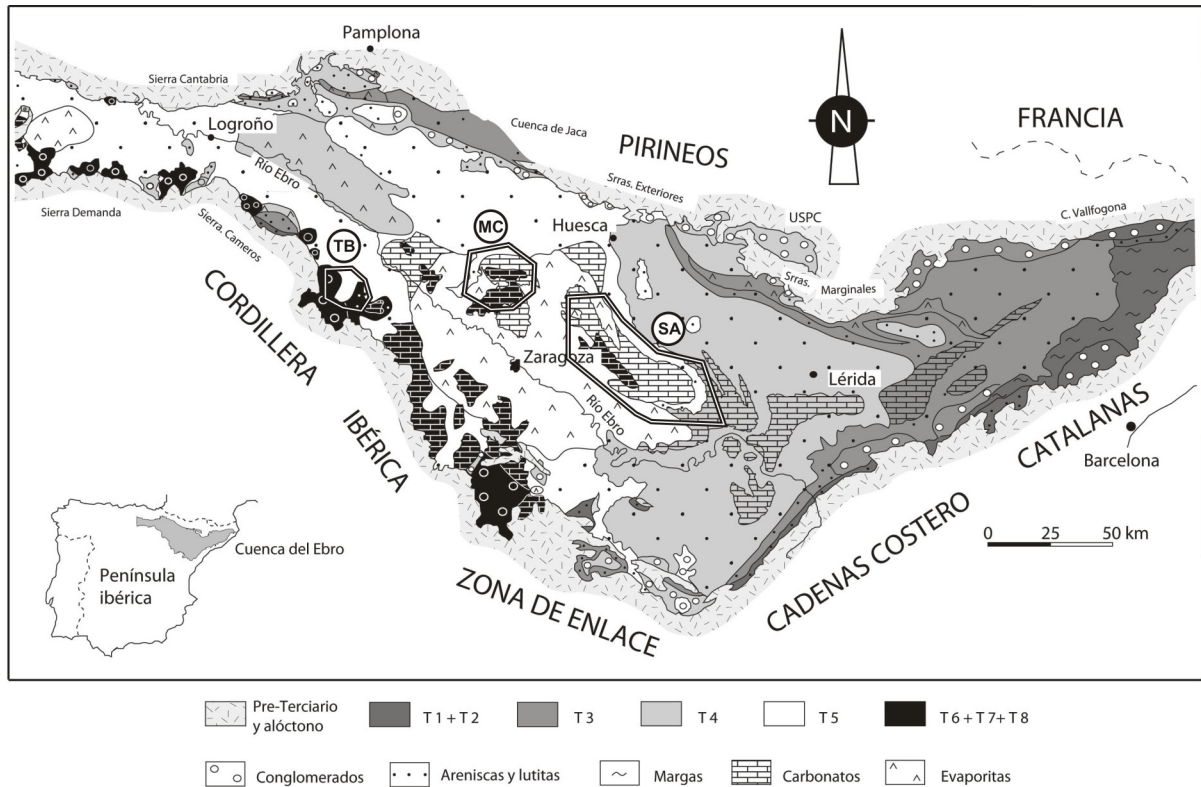 Pamplona
Sierra Cantabria
Logroño
Cuenca de Jaca
PIRINEOS
N
FRANCIA
Río Ebro
Srras. Exteriores
USPC
C. Vallfogona
Sierra Demanda
Sierra. Cameros
Huesca
MC
TB
Srras.
Marginales
CORDILLERA
SA
Zaragoza
Lérida
IBÉRICA
Río Ebro
CATALANAS
Barcelona
CADENAS COSTERO
0 25 50 km
ZONA DE ENLACE
Cuenca del Ebro
Península
ibérica
Pre-Terciario
y alóctono
T 1 + T 2
T 3
T 4
T 5
T 6 + T 7+ T 8
Conglomerados
Areniscas y lutitas
Margas
Carbonatos
Evaporitas